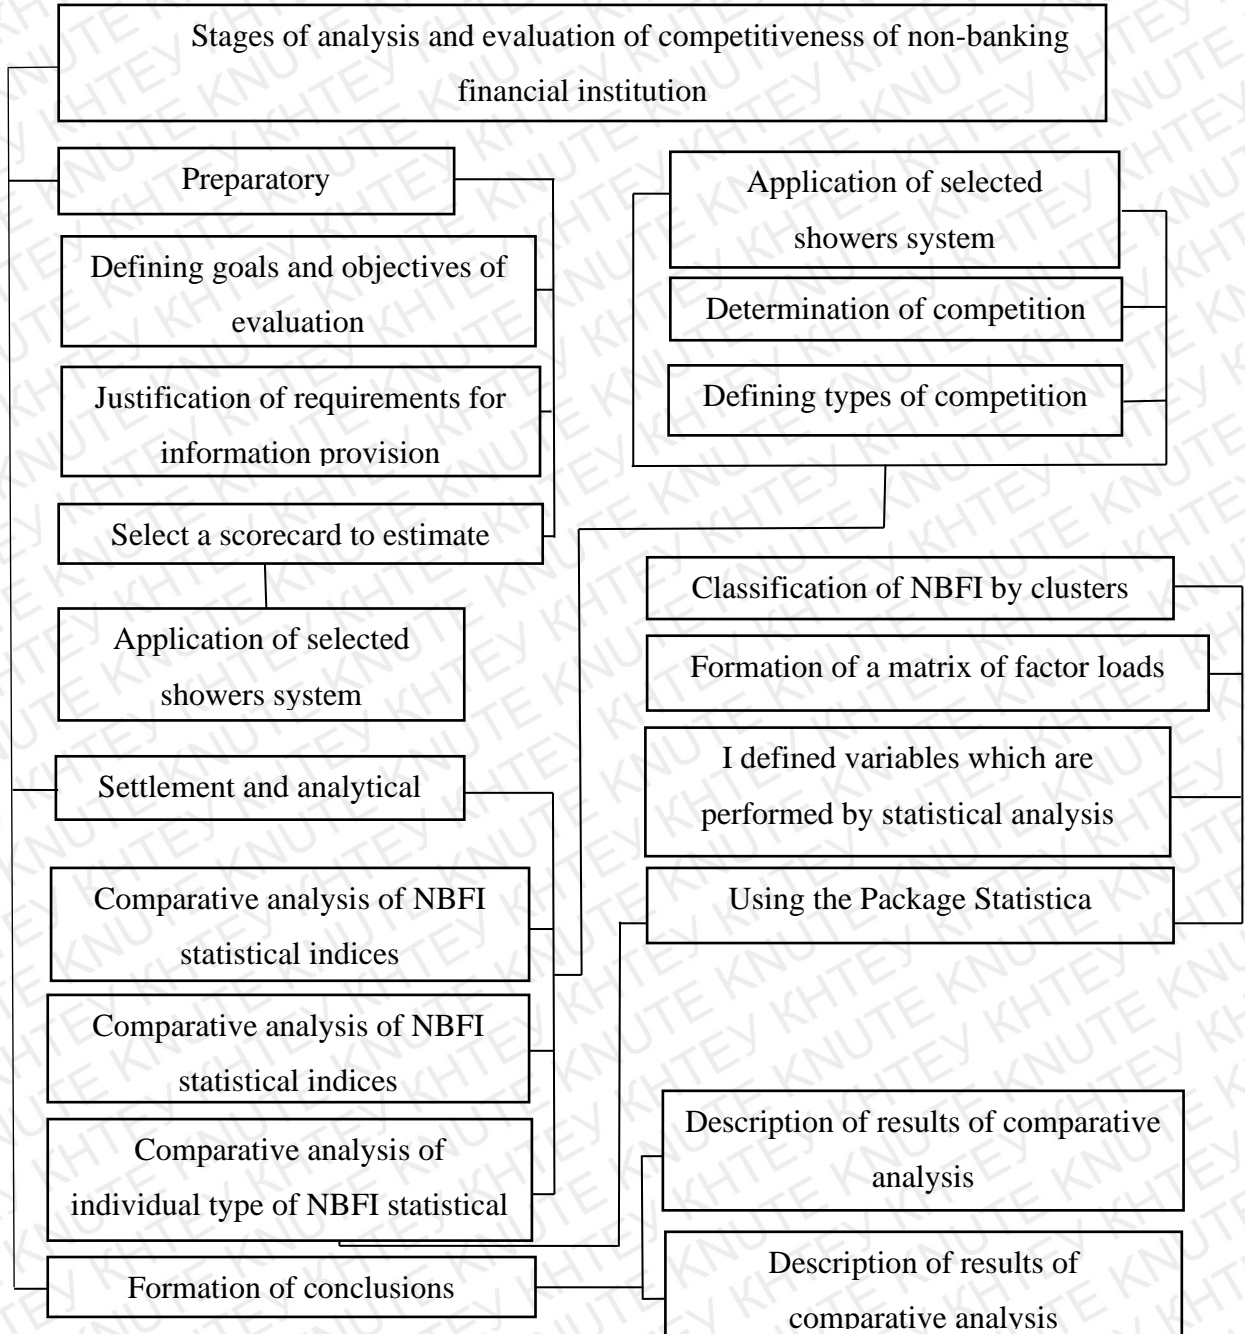 Stages of analysis and evaluation of competitiveness of non-banking
financial institution
Preparatory
Defining goals and objectives of
evaluation
Justification of requirements for
information provision
Select a scorecard to estimate
Application of selected
showers system
Settlement and analytical
Comparative analysis of NBFI
statistical indices
Comparative analysis of NBFI
statistical indices
Comparative analysis of
individual type of NBFI statistical
Formation of conclusions
Application of selected
showers system
Determination of competition
Defining types of competition
Classification of NBFI by clusters
Formation of a matrix of factor loads
I defined variables which are
performed by statistical analysis
Using the Package Statistica
Description of results of comparative
analysis
Description of results of
comparative analysis